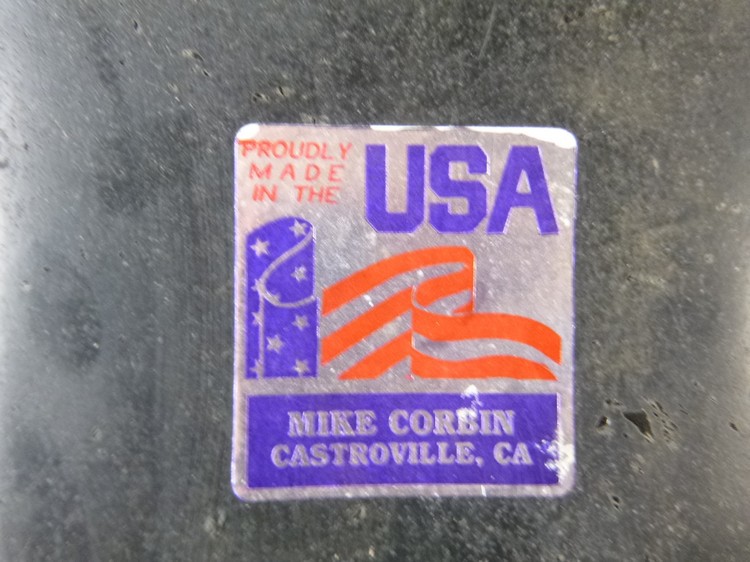 PROUDLY
MADE
IN THE
USA
MIKE CORBIN
CASTROVILLE, CA